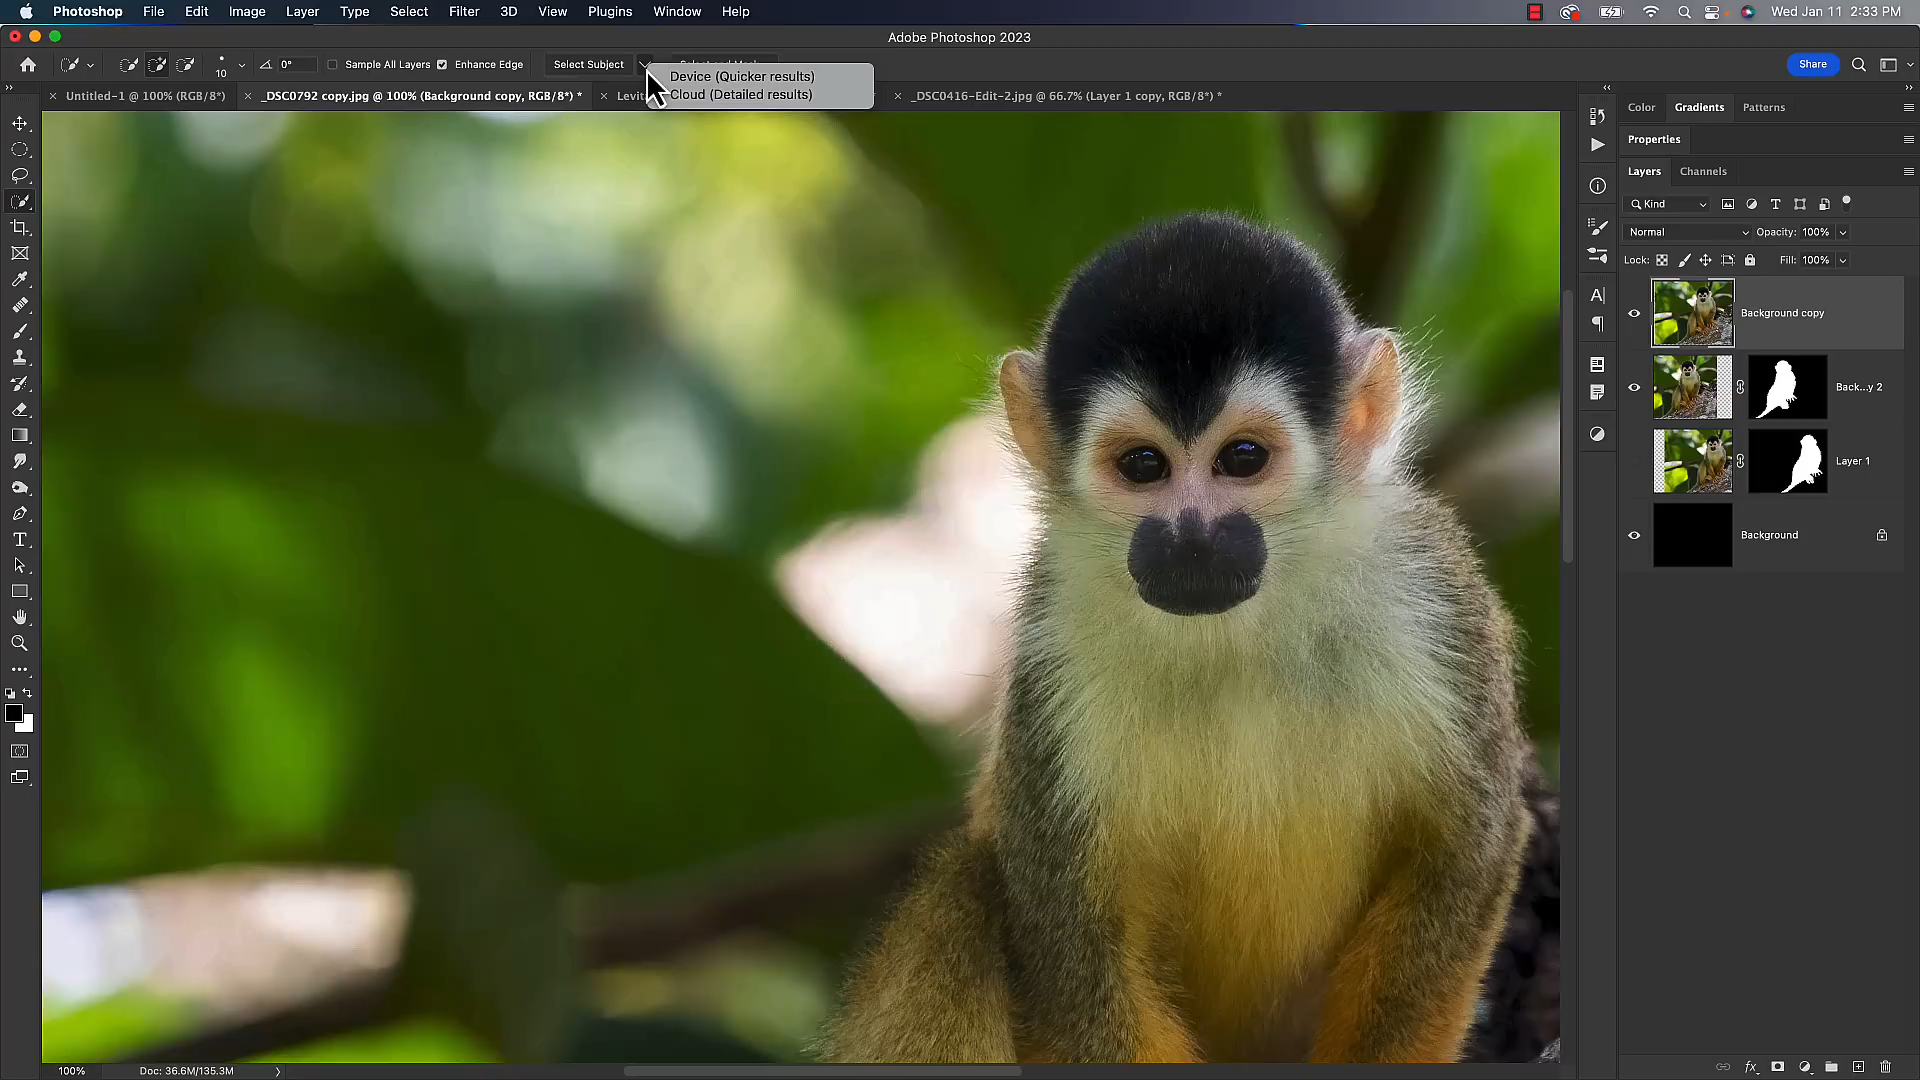 Photoshop File Edit Image Layer Type Select Filter 3D View Plugins Window Help Wed Jan 11 2:33 PM
Adobe Photoshop 2023
10 0° Sample All Layers Enhance Edge Select Subject Share
Device (Quicker results)
Cloud (Detailed results)
Untitled-1 @ 100% (RGB/8*) _DSC0792 copy.jpg @ 100% (Background copy, RGB/8*) * Levit _DSC0416-Edit-2.jpg @ 66.7% (Layer 1 copy, RGB/8*) *
Color Gradients Patterns
Properties
Layers Channels
Kind
Normal Opacity: 100%
Lock: Fill: 100%
Background copy
Back...y 2
Layer 1
Background
100% Doc: 36.6M/135.3M